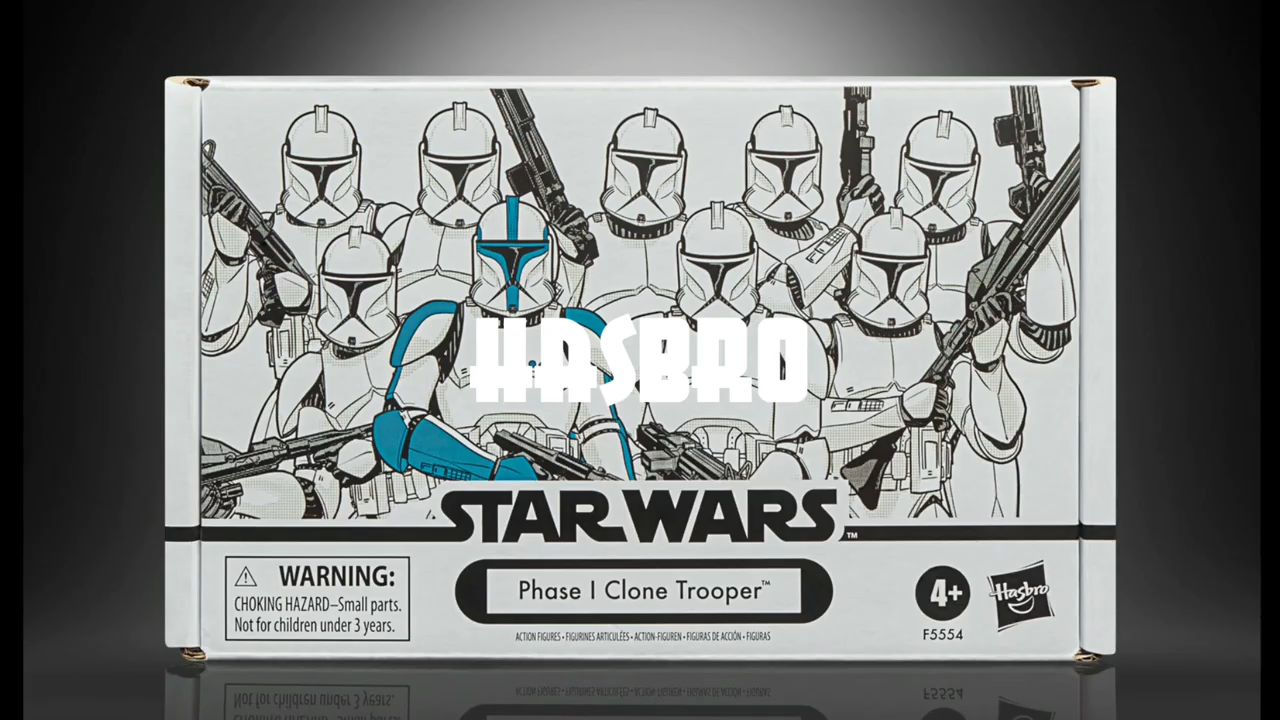 HASBRO
STAR WARS™
⚠ WARNING:
CHOKING HAZARD–Small parts.
Not for children under 3 years.
Phase I Clone Trooper™
ACTION FIGURES • FIGURINES ARTICULÉES • ACTION-FIGUREN • FIGURAS DE ACCIÓN • FIGURAS
4+
F5554
Hasbro